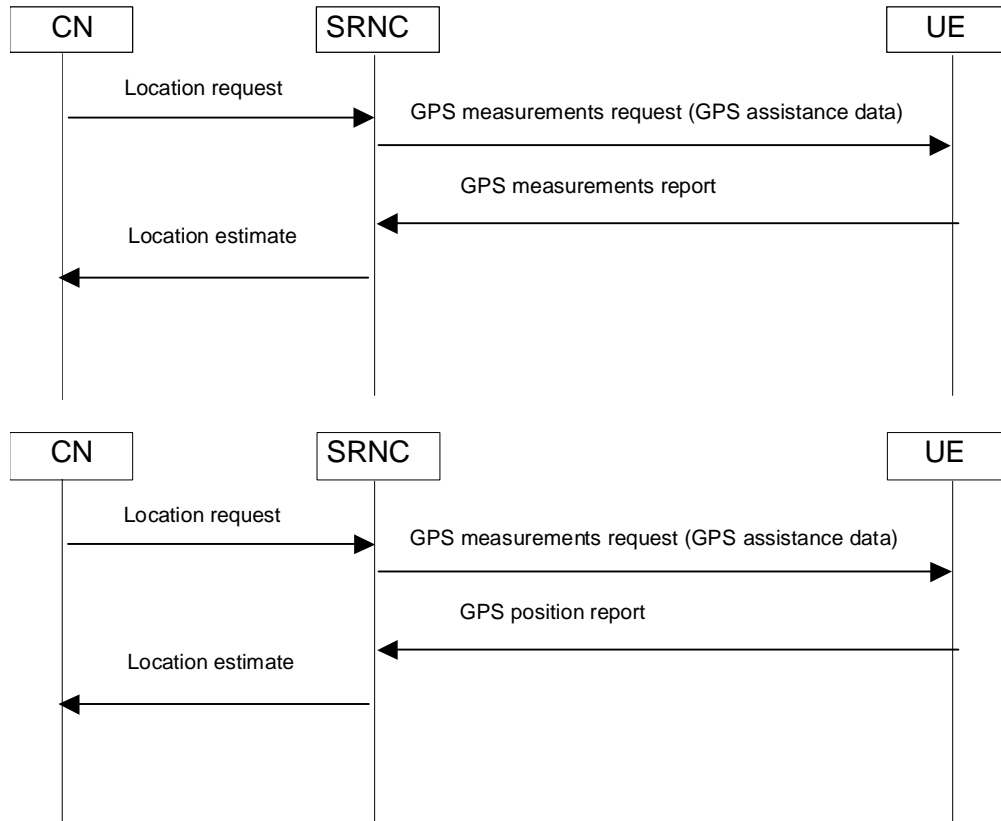 CN
SRNC
UE
Location request
GPS measurements request (GPS assistance data)
GPS measurements report
Location estimate
CN
SRNC
UE
Location request
GPS measurements request (GPS assistance data)
GPS position report
Location estimate